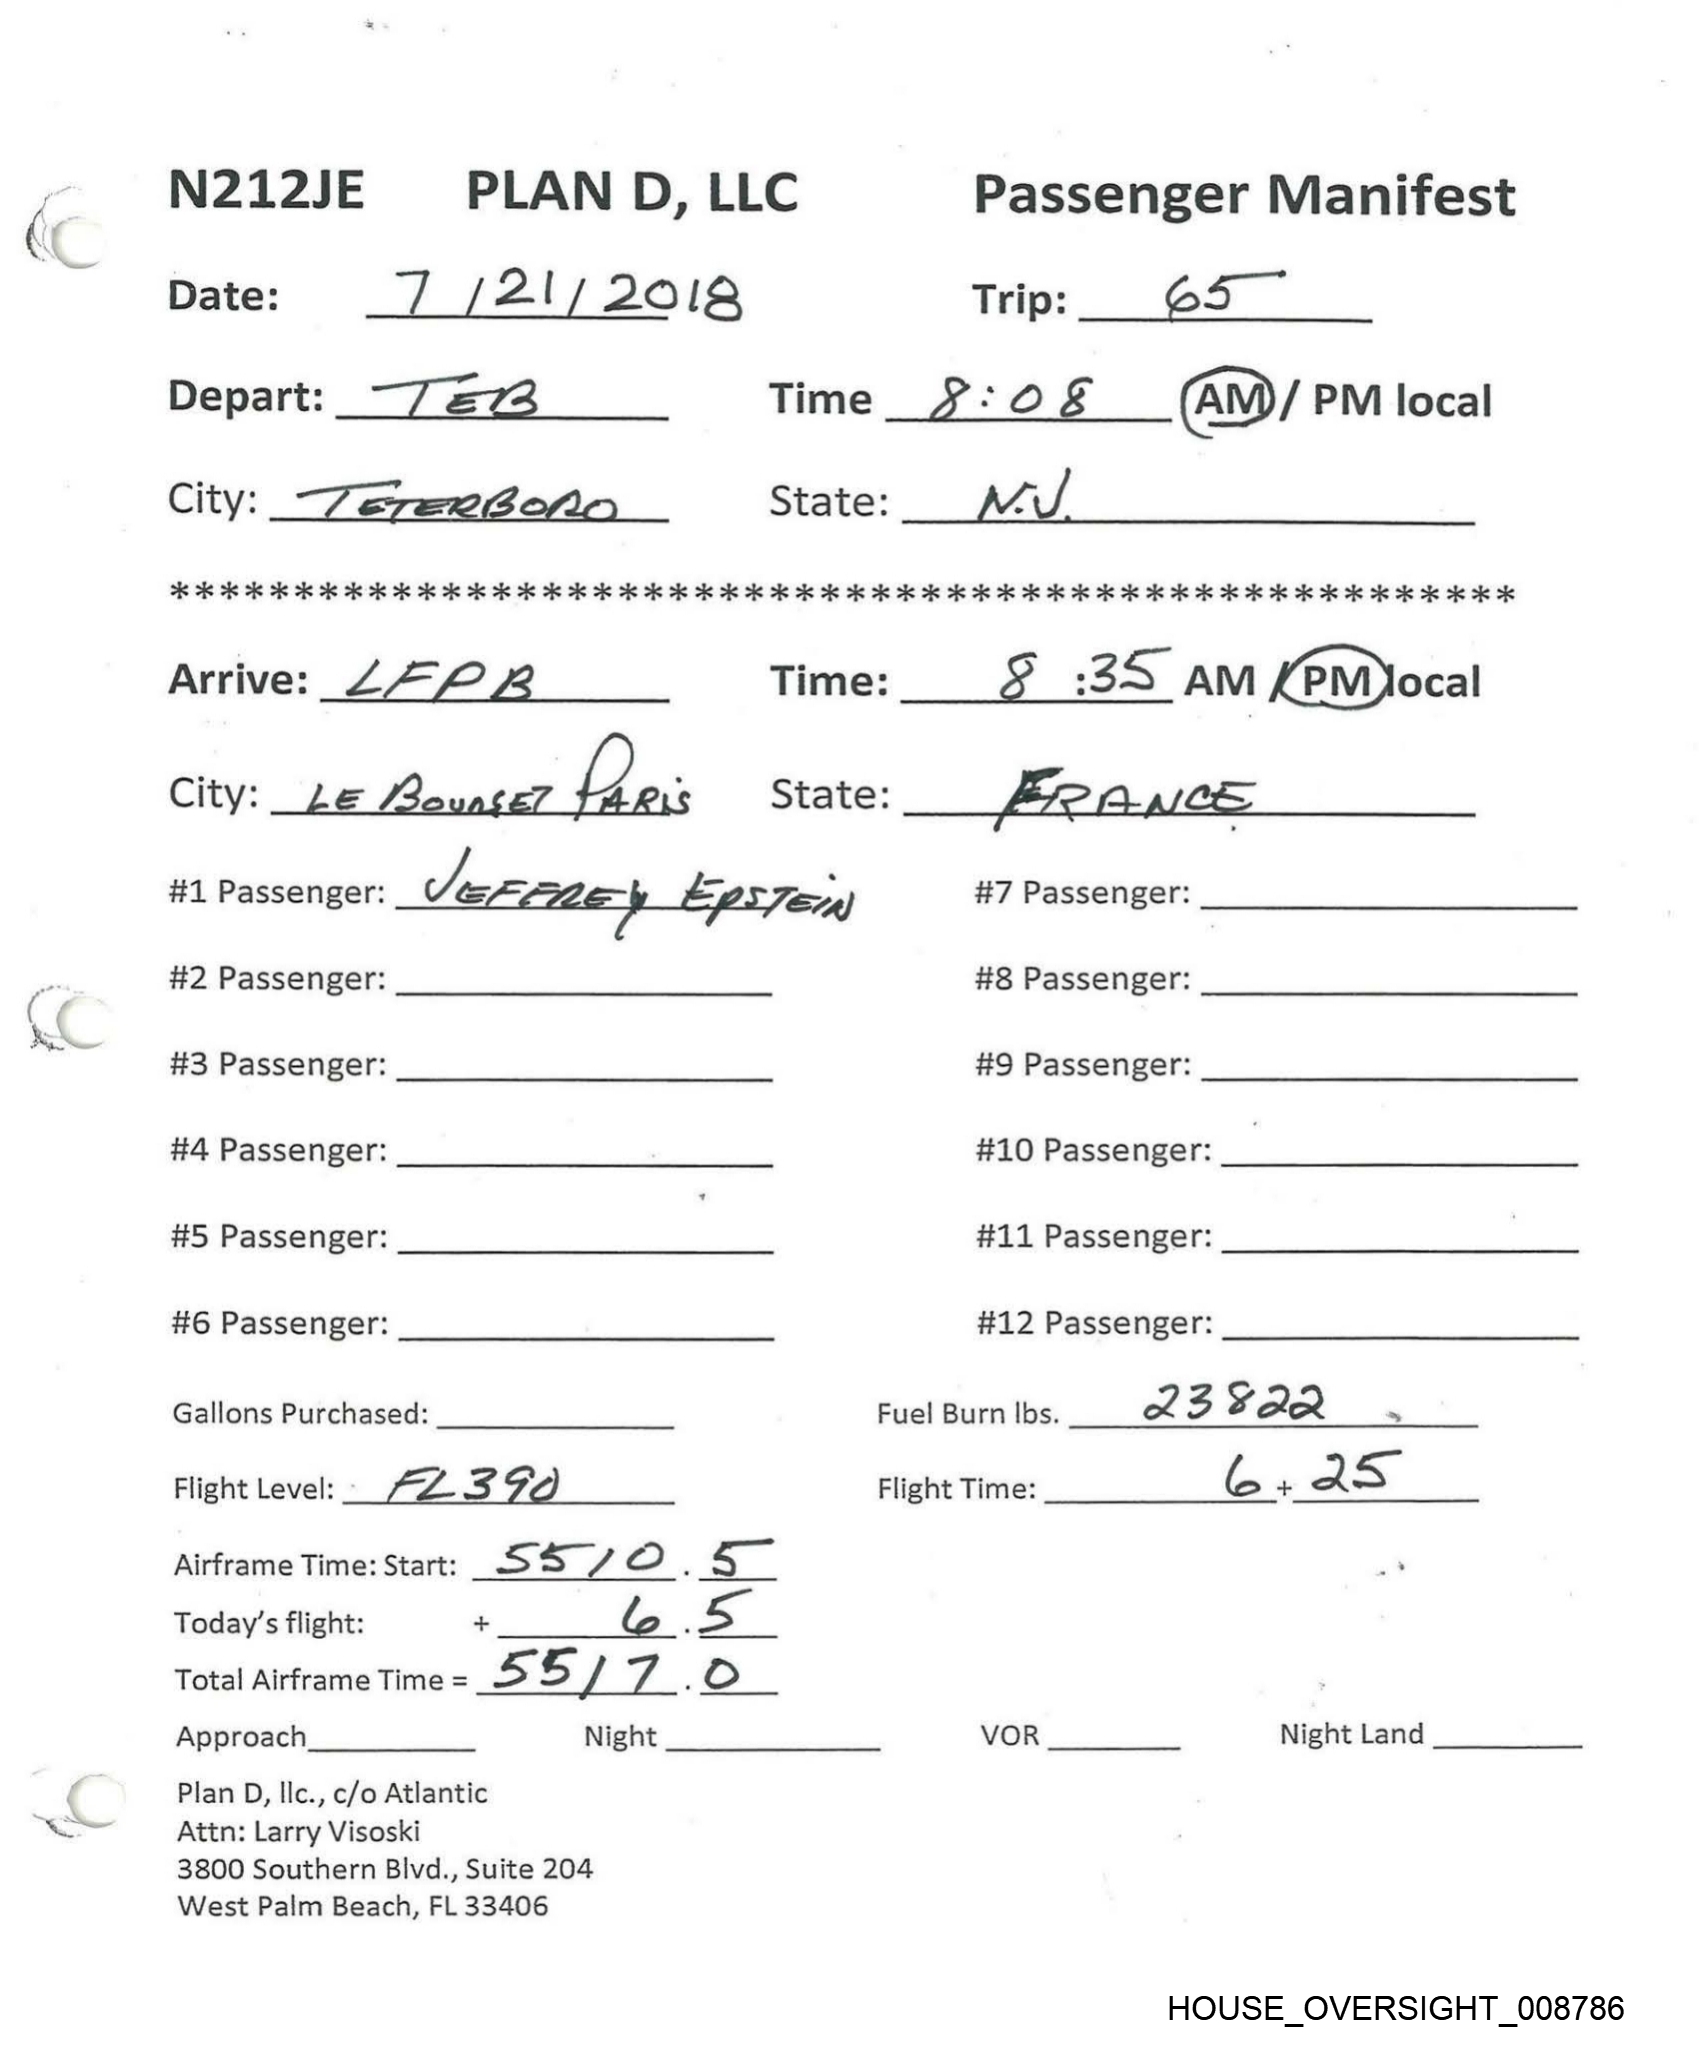 N212JE PLAN D, LLC Passenger Manifest
Date: 7/21/2018 Trip: 65
Depart: TEB Time 8:08 AM / PM local
City: TETERBORO State: N.J.
*****************************************************
Arrive: LFPB Time: 8:35 AM / PM local
City: LE BOURGET PARIS State: FRANCE
#1 Passenger: JEFFREY EPSTEIN #7 Passenger:
#2 Passenger: #8 Passenger:
#3 Passenger: #9 Passenger:
#4 Passenger: #10 Passenger:
#5 Passenger: #11 Passenger:
#6 Passenger: #12 Passenger:
Gallons Purchased: Fuel Burn lbs. 23822
Flight Level: FL390 Flight Time: 6 + 25
Airframe Time: Start: 5510.5
Today's flight: + 6.5
Total Airframe Time = 5517.0
Approach Night VOR Night Land
Plan D, llc., c/o Atlantic
Attn: Larry Visoski
3800 Southern Blvd., Suite 204
West Palm Beach, FL 33406
HOUSE_OVERSIGHT_008786